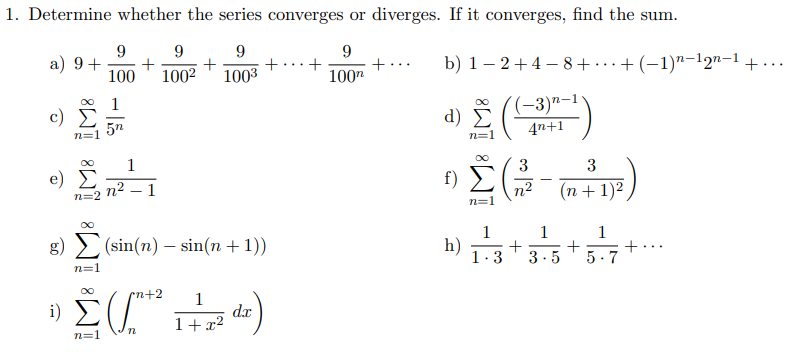 1. Determine whether the series converges or diverges. If it converges, find the sum.
a) 9 + 9/100 + 9/100² + 9/100³ + ··· + 9/100ⁿ + ··· b) 1 − 2 + 4 − 8 + ··· + (−1)ⁿ⁻¹2ⁿ⁻¹ + ···
c) ∑_{n=1}^{∞} 1/5ⁿ d) ∑_{n=1}^{∞} ((−3)ⁿ⁻¹/4ⁿ⁺¹)
e) ∑_{n=2}^{∞} 1/(n² − 1) f) ∑_{n=1}^{∞} (3/n² − 3/(n + 1)²)
g) ∑_{n=1}^{∞} (sin(n) − sin(n + 1)) h) 1/(1·3) + 1/(3·5) + 1/(5·7) + ···
i) ∑_{n=1}^{∞} (∫_{n}^{n+2} 1/(1 + x²) dx)